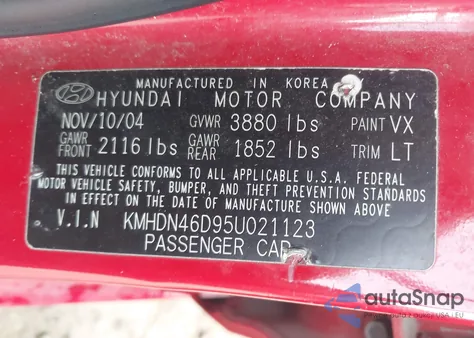 MANUFACTURED IN KOREA
HYUNDAI MOTOR COMPANY
NOV/10/04 GVWR 3880 lbs PAINT VX
GAWR FRONT 2116 lbs GAWR REAR 1852 lbs TRIM LT
THIS VEHICLE CONFORMS TO ALL APPLICABLE U.S.A. FEDERAL
MOTOR VEHICLE SAFETY, BUMPER, AND THEFT PREVENTION STANDARDS
IN EFFECT ON THE DATE OF MANUFACTURE SHOWN ABOVE
V.I.N KMHDN46D95U021123
PASSENGER CAR
autoSnap